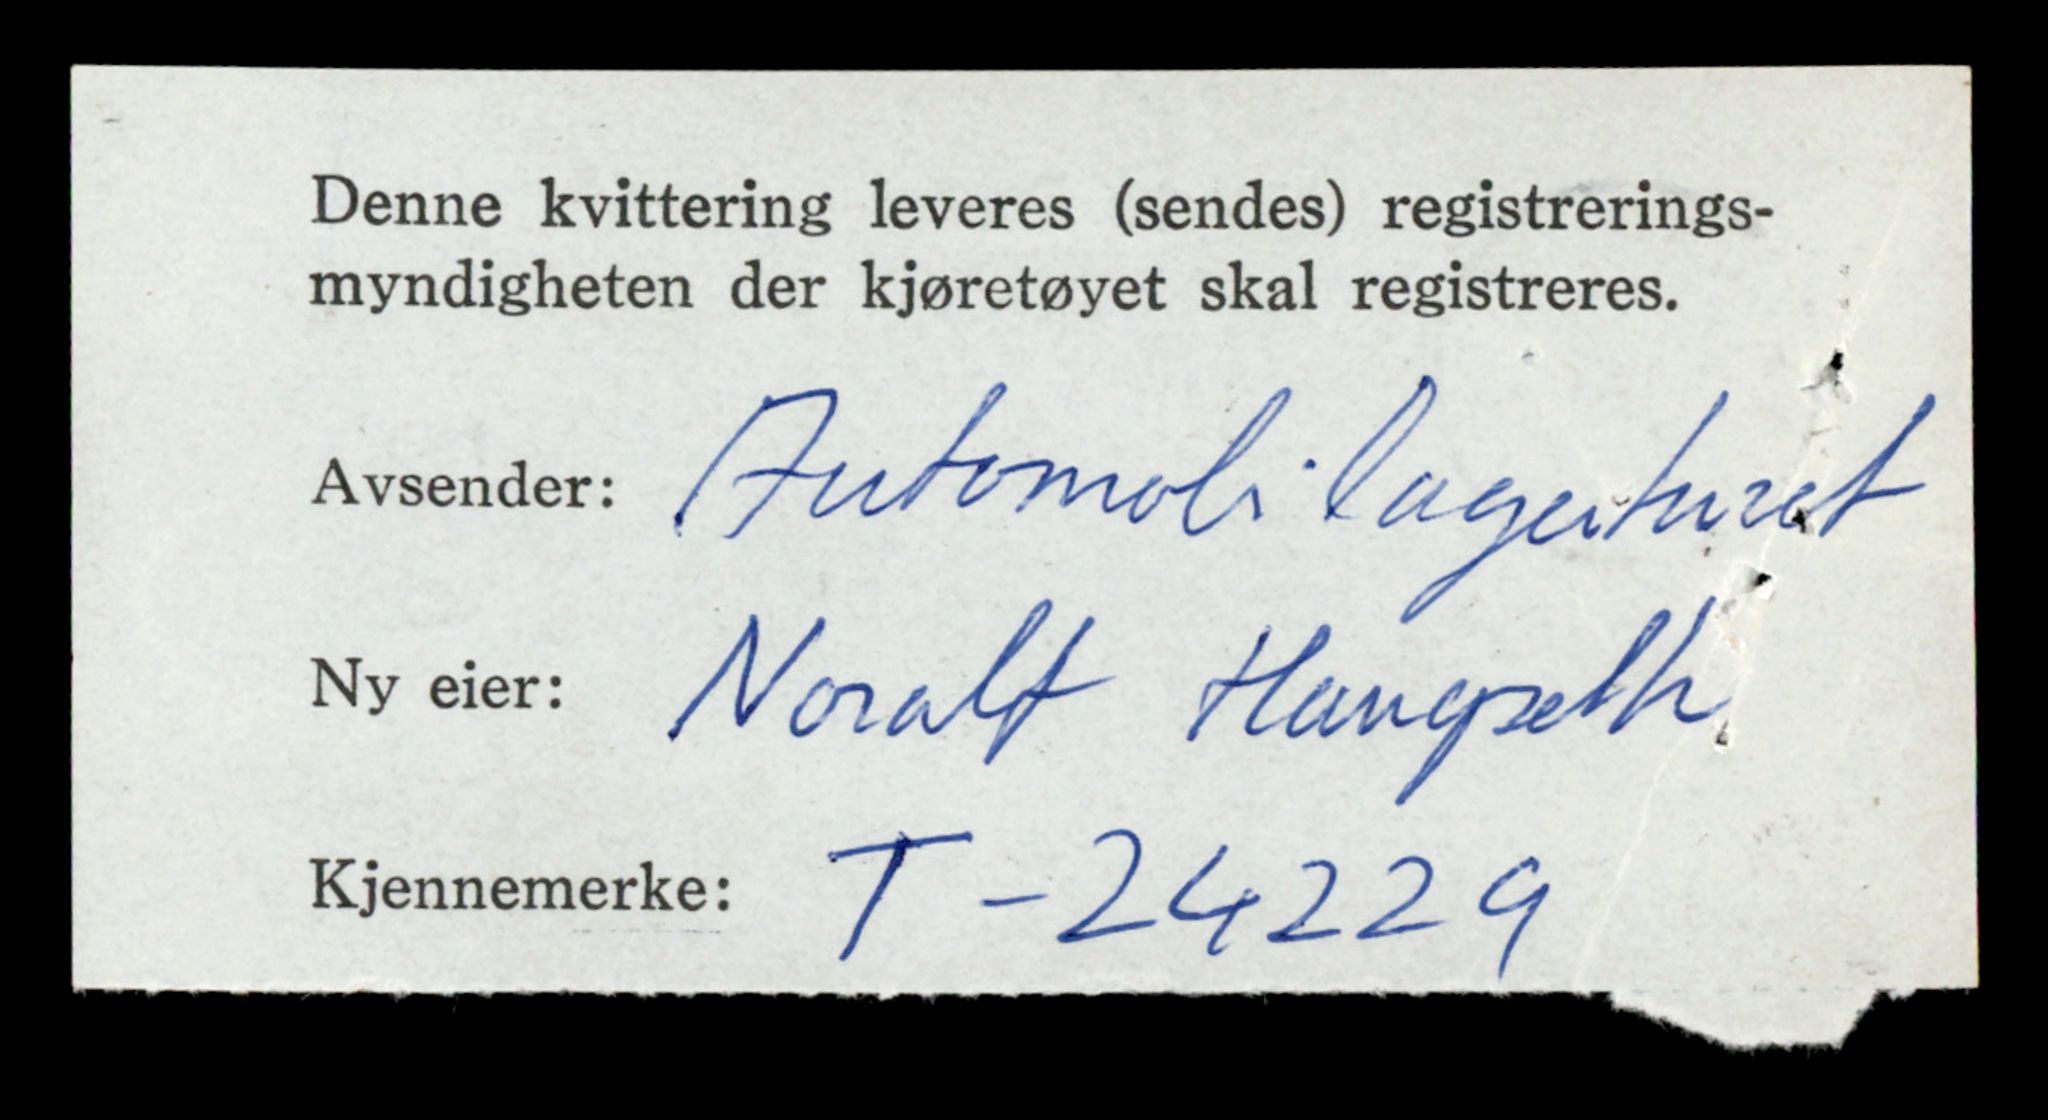 Denne kvittering leveres (sendes) registrerings-
myndigheten der kjøretøyet skal registreres.
Avsender: Automobilagenturet
Ny eier: Noralf Haugseth
Kjennemerke: T-24229